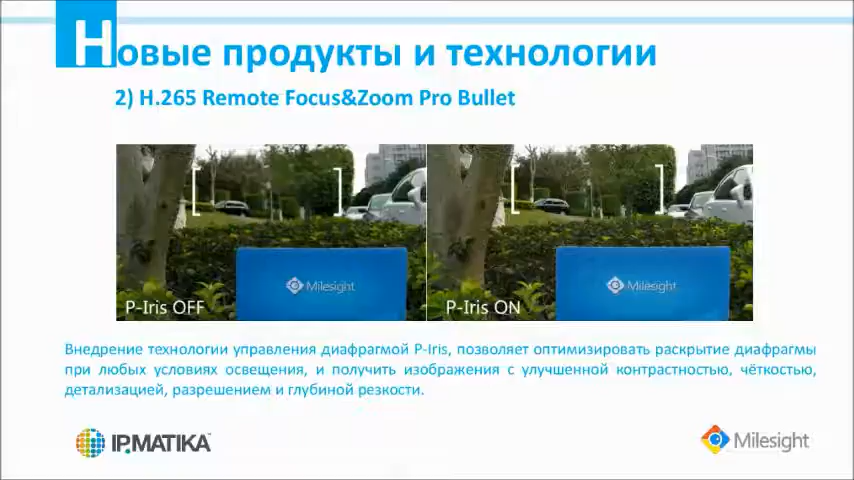 Новые продукты и технологии
2) H.265 Remote Focus&Zoom Pro Bullet
Milesight
Milesight
P-Iris OFF
P-Iris ON
Внедрение технологии управления диафрагмой P-Iris, позволяет оптимизировать раскрытие диафрагмы
при любых условиях освещения, и получить изображения с улучшенной контрастностью, чёткостью,
детализацией, разрешением и глубиной резкости.
IPMATIKA™
Milesight